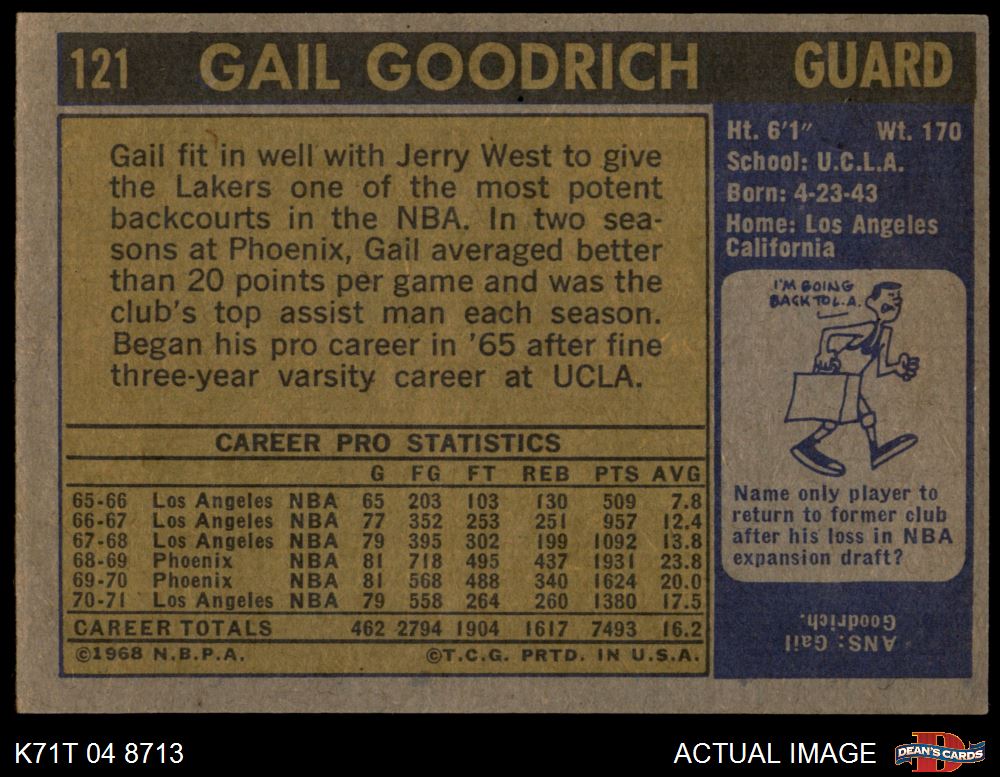 121 GAIL GOODRICH GUARD
Gail fit in well with Jerry West to give
the Lakers one of the most potent
backcourts in the NBA. In two sea-
sons at Phoenix, Gail averaged better
than 20 points per game and was the
club's top assist man each season.
Began his pro career in '65 after fine
three-year varsity career at UCLA.
CAREER PRO STATISTICS
G FG FT REB PTS AVG
65-66 Los Angeles NBA 65 203 103 130 509 7.8
66-67 Los Angeles NBA 77 352 253 251 957 12.4
67-68 Los Angeles NBA 79 395 302 199 1092 13.8
68-69 Phoenix NBA 81 718 495 437 1931 23.8
69-70 Phoenix NBA 81 568 488 340 1624 20.0
70-71 Los Angeles NBA 79 558 264 260 1380 17.5
CAREER TOTALS 462 2794 1904 1617 7493 16.2
©1968 N.B.P.A. ©T.C.G. PRTD. IN U.S.A.
Ht. 6'1" Wt. 170
School: U.C.L.A.
Born: 4-23-43
Home: Los Angeles
California
I'M GOING
BACK TO L.A.
Name only player to
return to former club
after his loss in NBA
expansion draft?
ANS: Gail
Goodrich.
K71T 04 8713 ACTUAL IMAGE DEAN'S CARDS